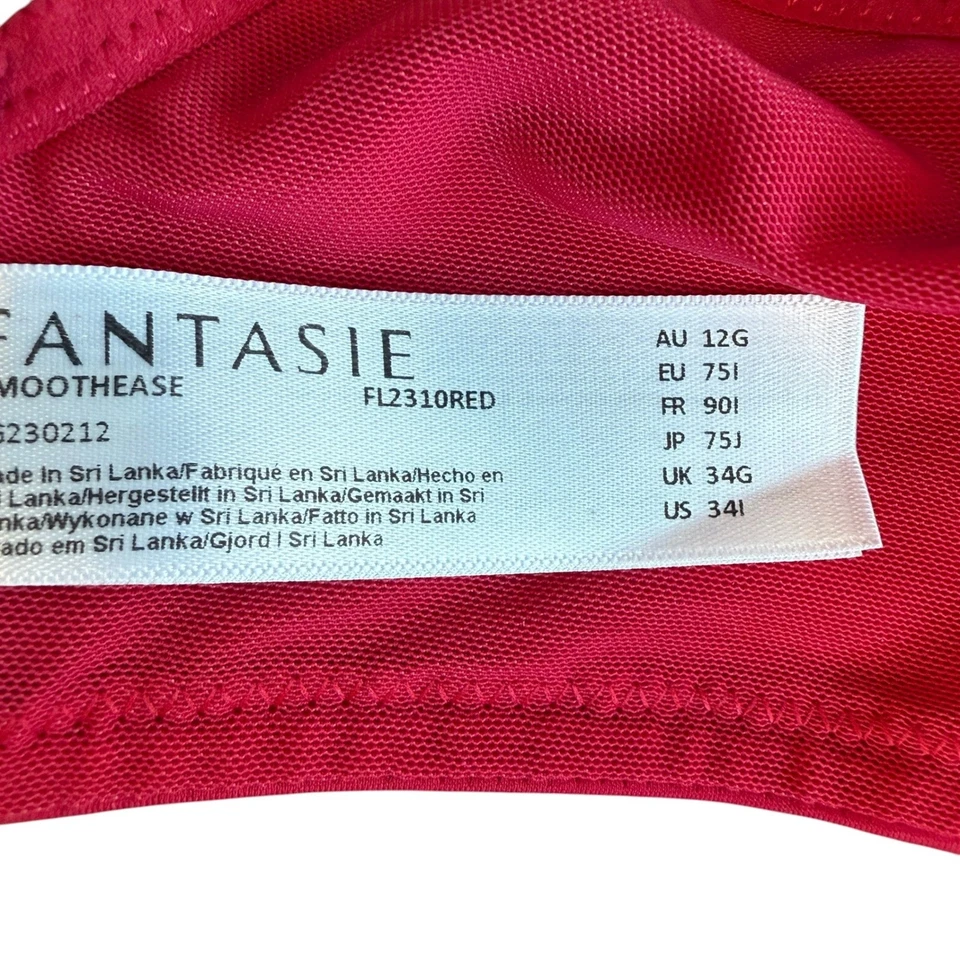 FANTASIE
MOOTHEASE
FL2310RED
230212
de In Sri Lanka/Fabriqué en Sri Lanka/Hecho en
Lanka/Hergestellt in Sri Lanka/Gemaakt in Sri
nka/Wykonane w Sri Lanka/Fatto in Sri Lanka
ado em Sri Lanka/Gjord I Sri Lanka
AU 12G
EU 75I
FR 90I
JP 75J
UK 34G
US 34I